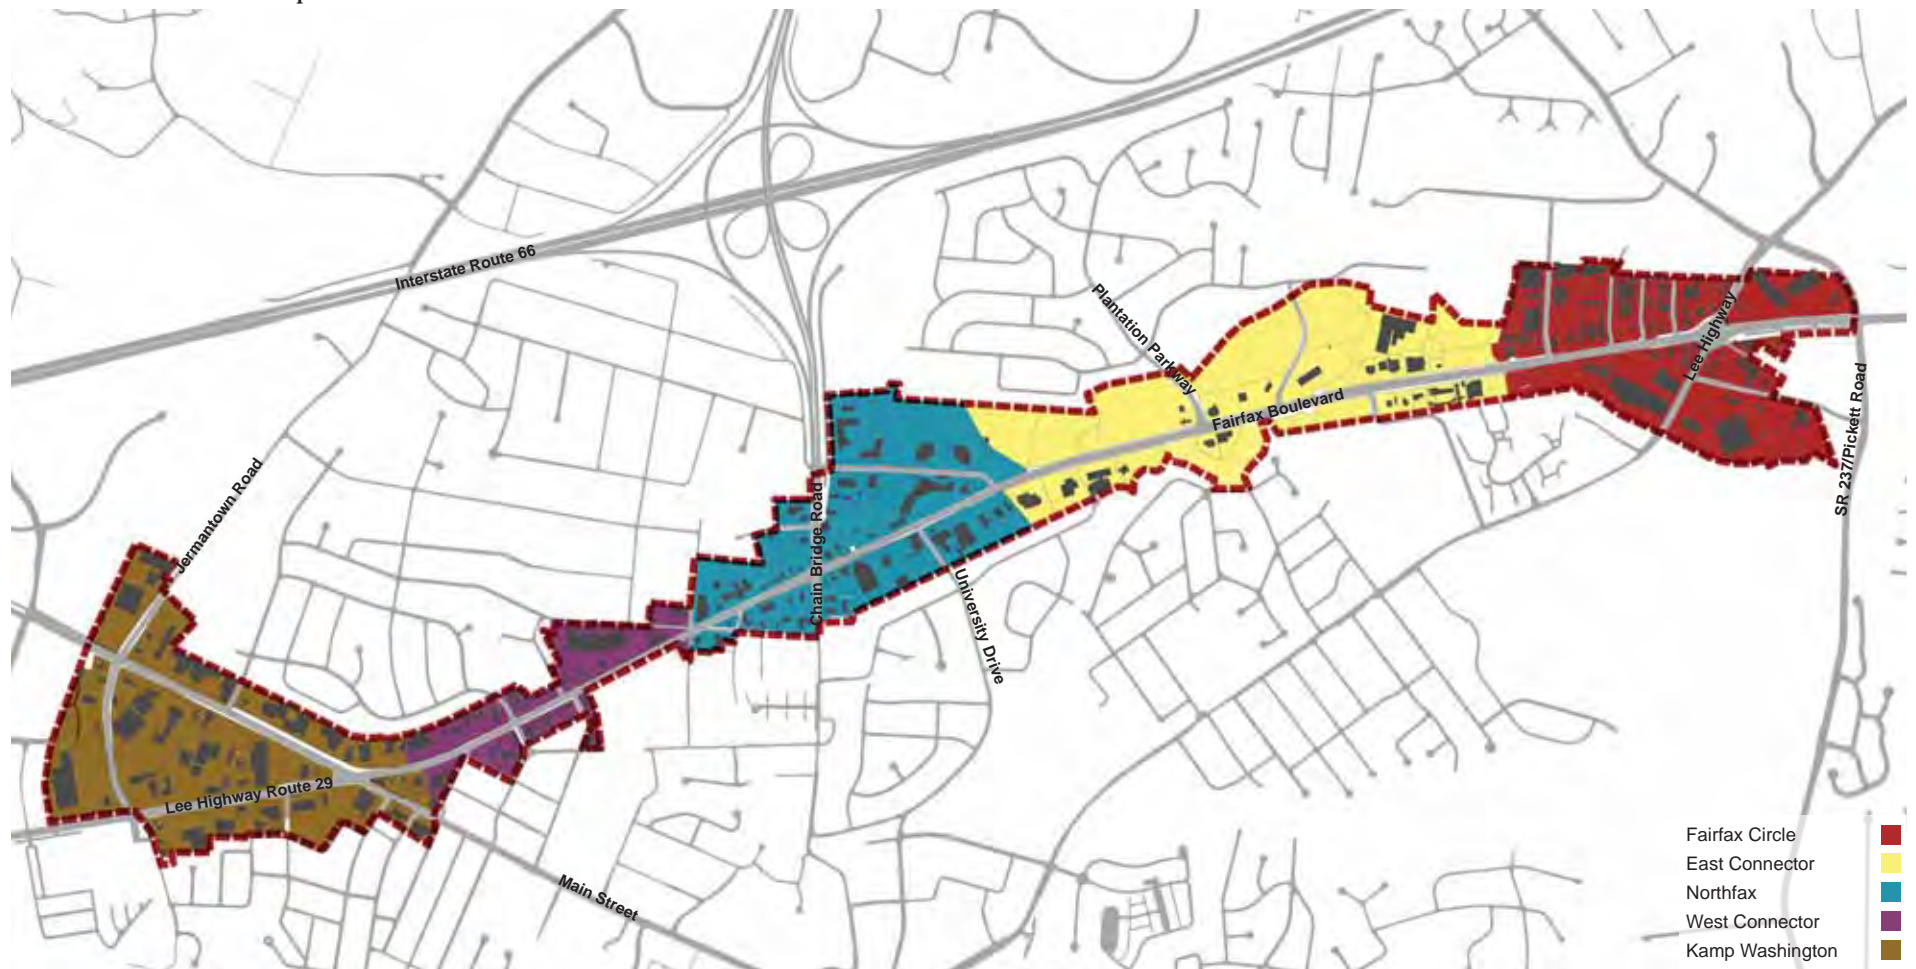 Interstate Route 66
Plantation Parkway
Lee Highway
Fairfax Boulevard
SR 237/Pickett Road
Jermantown Road
Chain Bridge Road
University Drive
Lee Highway Route 29
Main Street
Fairfax Circle
East Connector
Northfax
West Connector
Kamp Washington